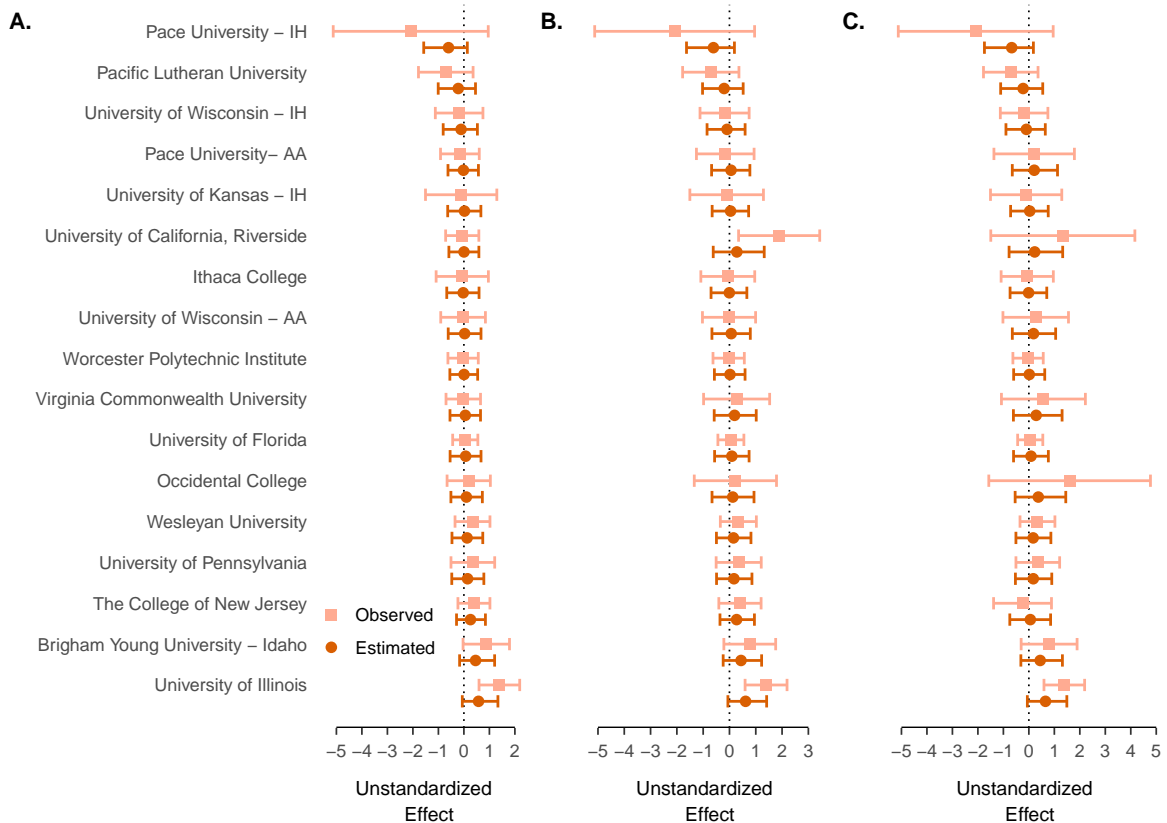 A.
B.
C.
Pace University – IH
Pacific Lutheran University
University of Wisconsin – IH
Pace University– AA
University of Kansas – IH
University of California, Riverside
Ithaca College
University of Wisconsin – AA
Worcester Polytechnic Institute
Virginia Commonwealth University
University of Florida
Occidental College
Wesleyan University
University of Pennsylvania
The College of New Jersey
Brigham Young University – Idaho
University of Illinois
Observed
Estimated
−5 −4 −3 −2 −1 0 1 2
−5 −4 −3 −2 −1 0 1 2 3
−5 −4 −3 −2 −1 0 1 2 3 4 5
Unstandardized
Effect
Unstandardized
Effect
Unstandardized
Effect